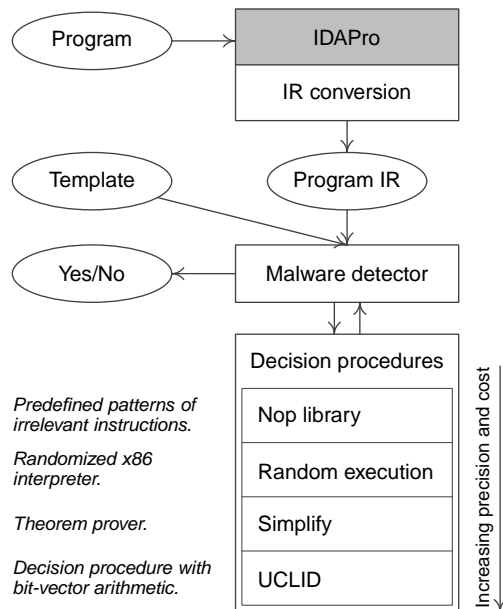 Program
IDAPro
IR conversion
Template
Program IR
Yes/No
Malware detector
Decision procedures
Predefined patterns of
irrelevant instructions.
Nop library
Randomized x86
interpreter.
Random execution
Theorem prover.
Simplify
Decision procedure with
bit-vector arithmetic.
UCLID
Increasing precision and cost